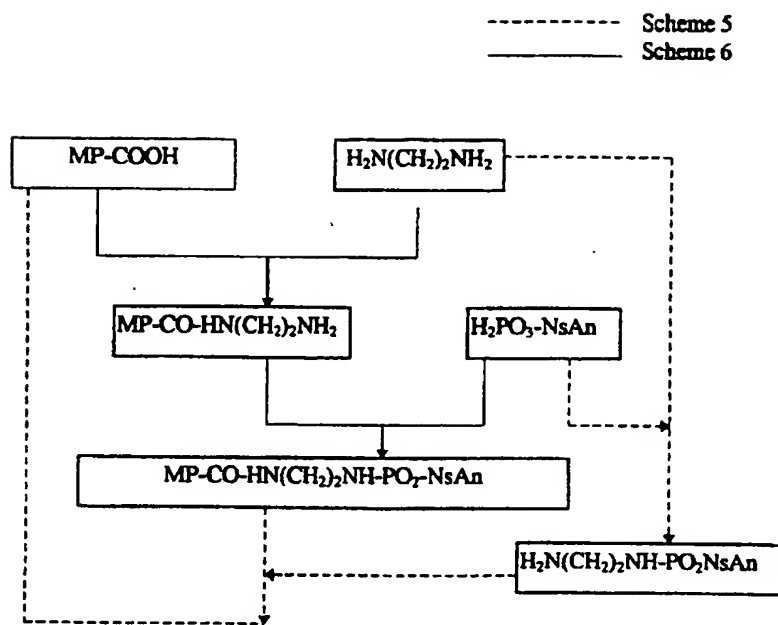 Scheme 5
Scheme 6
MP-COOH
H₂N(CH₂)₂NH₂
MP-CO-HN(CH₂)₂NH₂
H₂PO₃-NsAn
MP-CO-HN(CH₂)₂NH-PO₂-NsAn
H₂N(CH₂)₂NH-PO₂NsAn